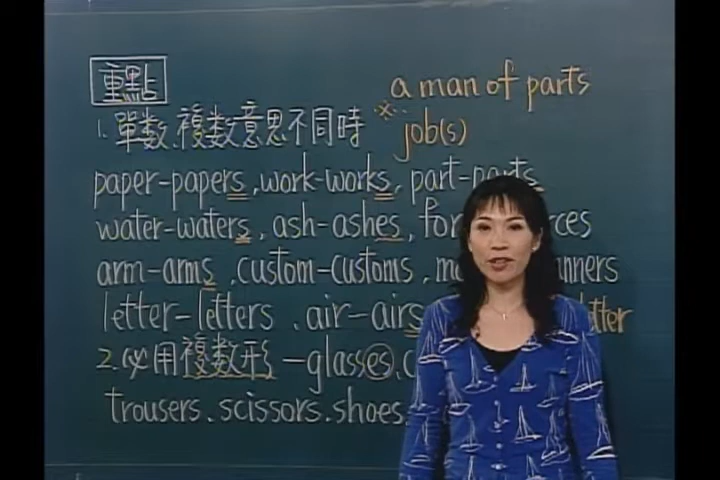 重點
a man of parts
1. 單数、複数意思不同時
※ job(s)
paper-papers, work-works, part-parts
water-waters, ash-ashes,
arm-arms, custom-customs,
letter-letters、air-airs
2. 必用複数形-glasses、
trousers、scissors、shoes